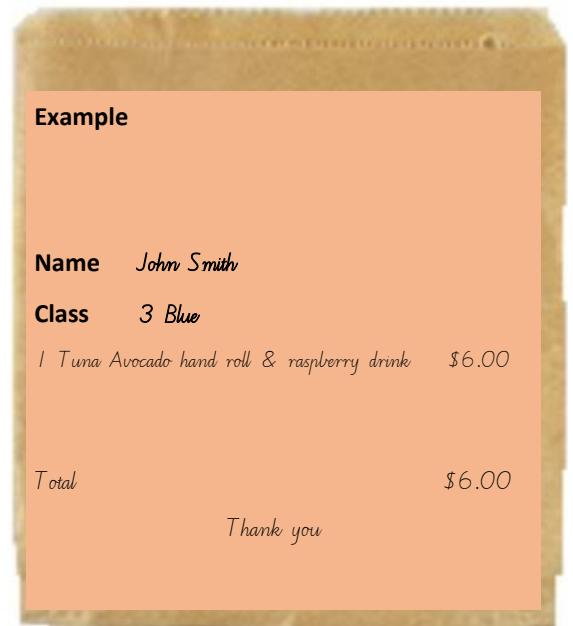 Example
Name John Smith
Class 3 Blue
1 Tuna Avocado hand roll & raspberry drink $6.00
Total $6.00
Thank you